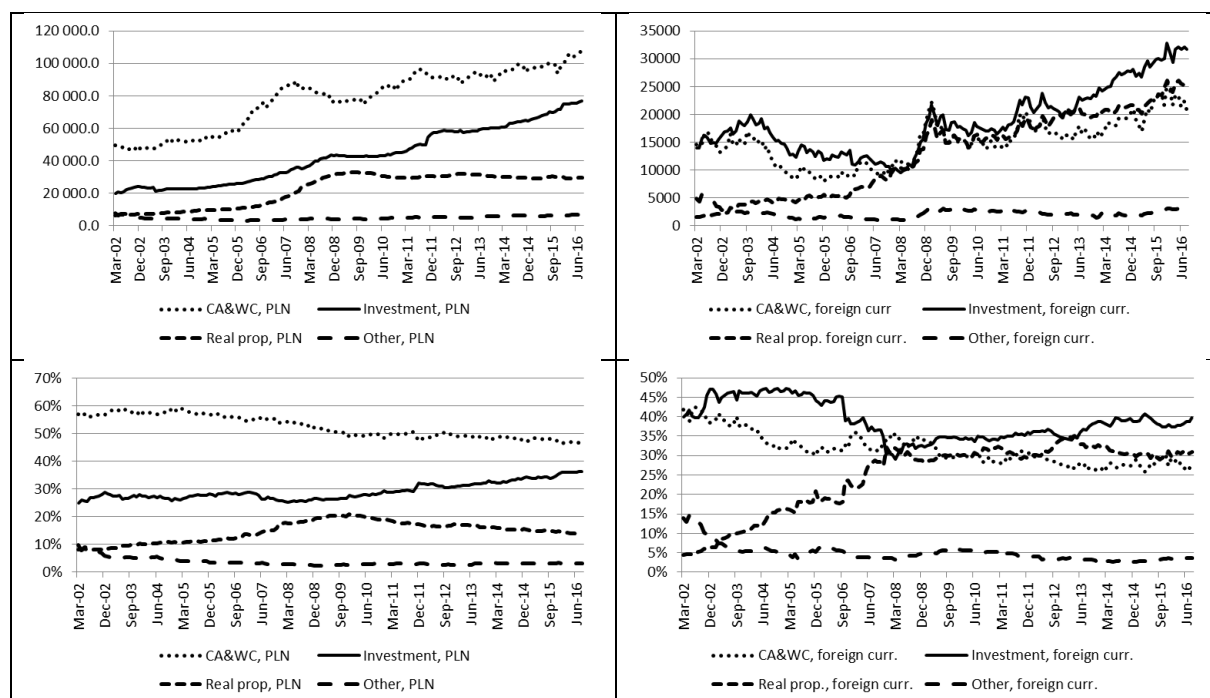 120 000.0
100 000.0
80 000.0
60 000.0
40 000.0
20 000.0
0.0
Mar-02
Dec-02
Sep-03
Jun-04
Mar-05
Dec-05
Sep-06
Jun-07
Mar-08
Dec-08
Sep-09
Jun-10
Mar-11
Dec-11
Sep-12
Jun-13
Mar-14
Dec-14
Sep-15
Jun-16
CA&WC, PLN
Investment, PLN
Real prop, PLN
Other, PLN
35000
30000
25000
20000
15000
10000
5000
0
Mar-02
Dec-02
Sep-03
Jun-04
Mar-05
Dec-05
Sep-06
Jun-07
Mar-08
Dec-08
Sep-09
Jun-10
Mar-11
Dec-11
Sep-12
Jun-13
Mar-14
Dec-14
Sep-15
Jun-16
CA&WC, foreign curr
Investment, foreign curr.
Real prop. foreign curr.
Other, foreign curr.
70%
60%
50%
40%
30%
20%
10%
0%
Mar-02
Dec-02
Sep-03
Jun-04
Mar-05
Dec-05
Sep-06
Jun-07
Mar-08
Dec-08
Sep-09
Jun-10
Mar-11
Dec-11
Sep-12
Jun-13
Mar-14
Dec-14
Sep-15
Jun-16
CA&WC, PLN
Investment, PLN
Real prop, PLN
Other, PLN
50%
45%
40%
35%
30%
25%
20%
15%
10%
5%
0%
Mar-02
Dec-02
Sep-03
Jun-04
Mar-05
Dec-05
Sep-06
Jun-07
Mar-08
Dec-08
Sep-09
Jun-10
Mar-11
Dec-11
Sep-12
Jun-13
Mar-14
Dec-14
Sep-15
Jun-16
CA&WC, foreign curr.
Investment, foreign curr.
Real prop., foreign curr.
Other, foreign curr.